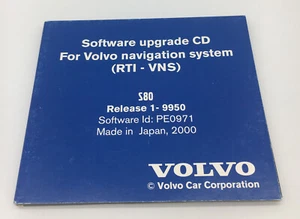 Software upgrade CD
For Volvo navigation system
(RTI - VNS)
S80
Release 1- 9950
Software Id: PE0971
Made in Japan, 2000
VOLVO
© Volvo Car Corporation